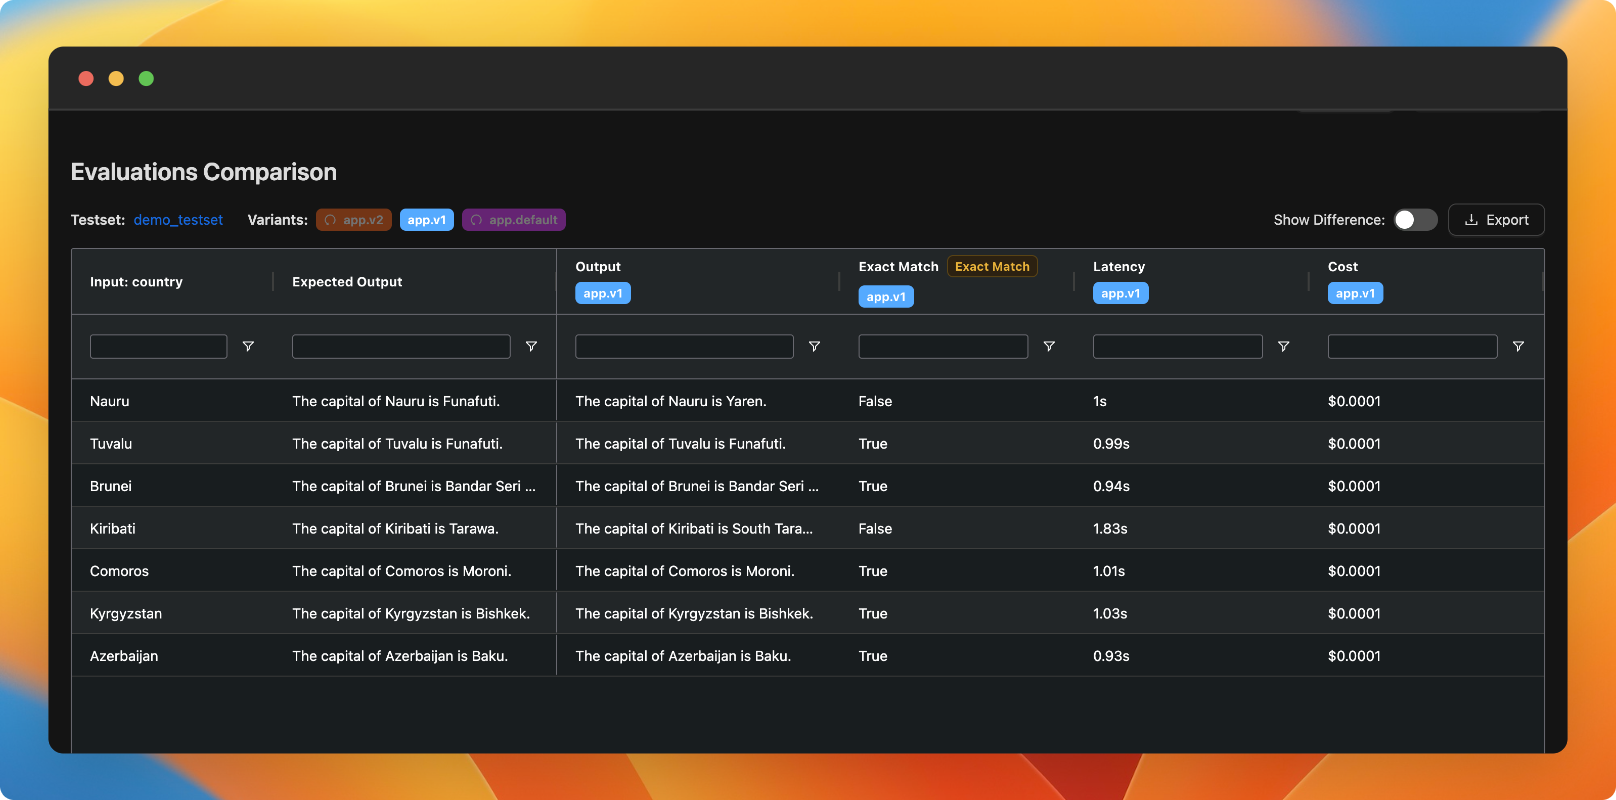 Evaluations Comparison
Testset: demo_testset Variants: app.v2 app.v1 app.default Show Difference: Export
Input: country Expected Output Output app.v1 Exact Match Exact Match app.v1 Latency app.v1 Cost app.v1
Nauru The capital of Nauru is Funafuti. The capital of Nauru is Yaren. False 1s $0.0001
Tuvalu The capital of Tuvalu is Funafuti. The capital of Tuvalu is Funafuti. True 0.99s $0.0001
Brunei The capital of Brunei is Bandar Seri ... The capital of Brunei is Bandar Seri ... True 0.94s $0.0001
Kiribati The capital of Kiribati is Tarawa. The capital of Kiribati is South Tara... False 1.83s $0.0001
Comoros The capital of Comoros is Moroni. The capital of Comoros is Moroni. True 1.01s $0.0001
Kyrgyzstan The capital of Kyrgyzstan is Bishkek. The capital of Kyrgyzstan is Bishkek. True 1.03s $0.0001
Azerbaijan The capital of Azerbaijan is Baku. The capital of Azerbaijan is Baku. True 0.93s $0.0001